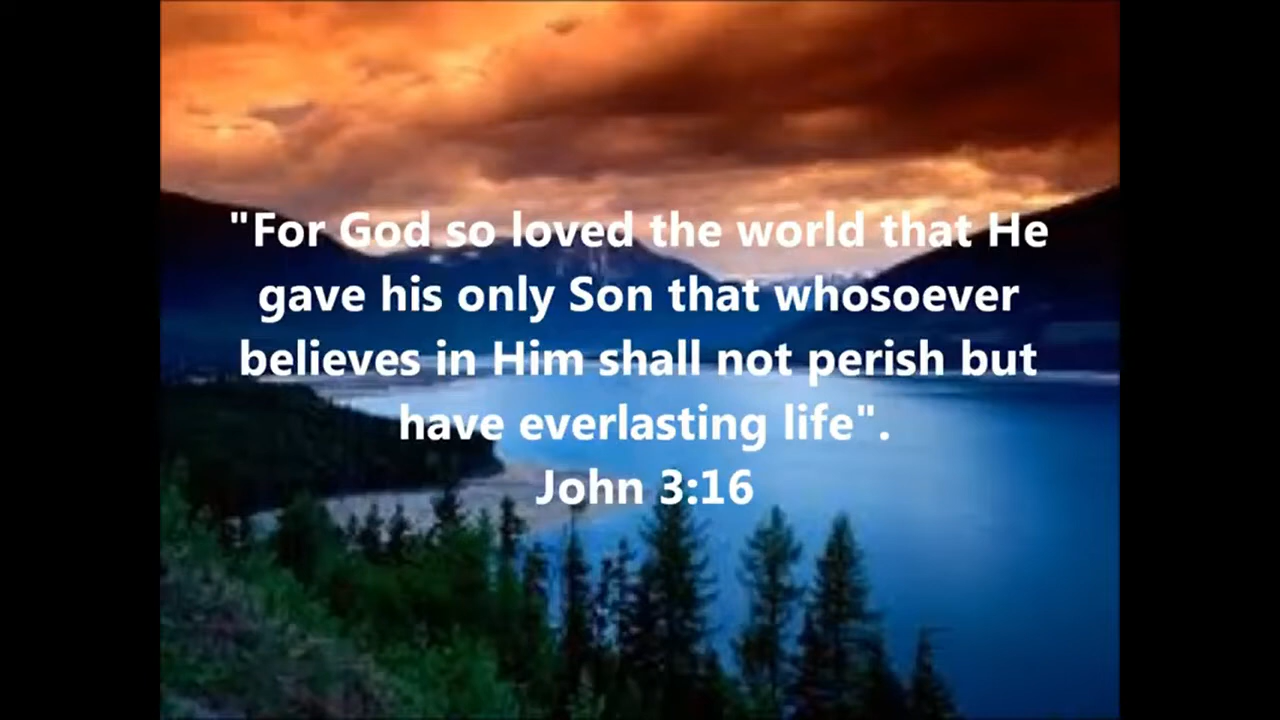 "For God so loved the world that He
gave his only Son that whosoever
believes in Him shall not perish but
have everlasting life".
John 3:16